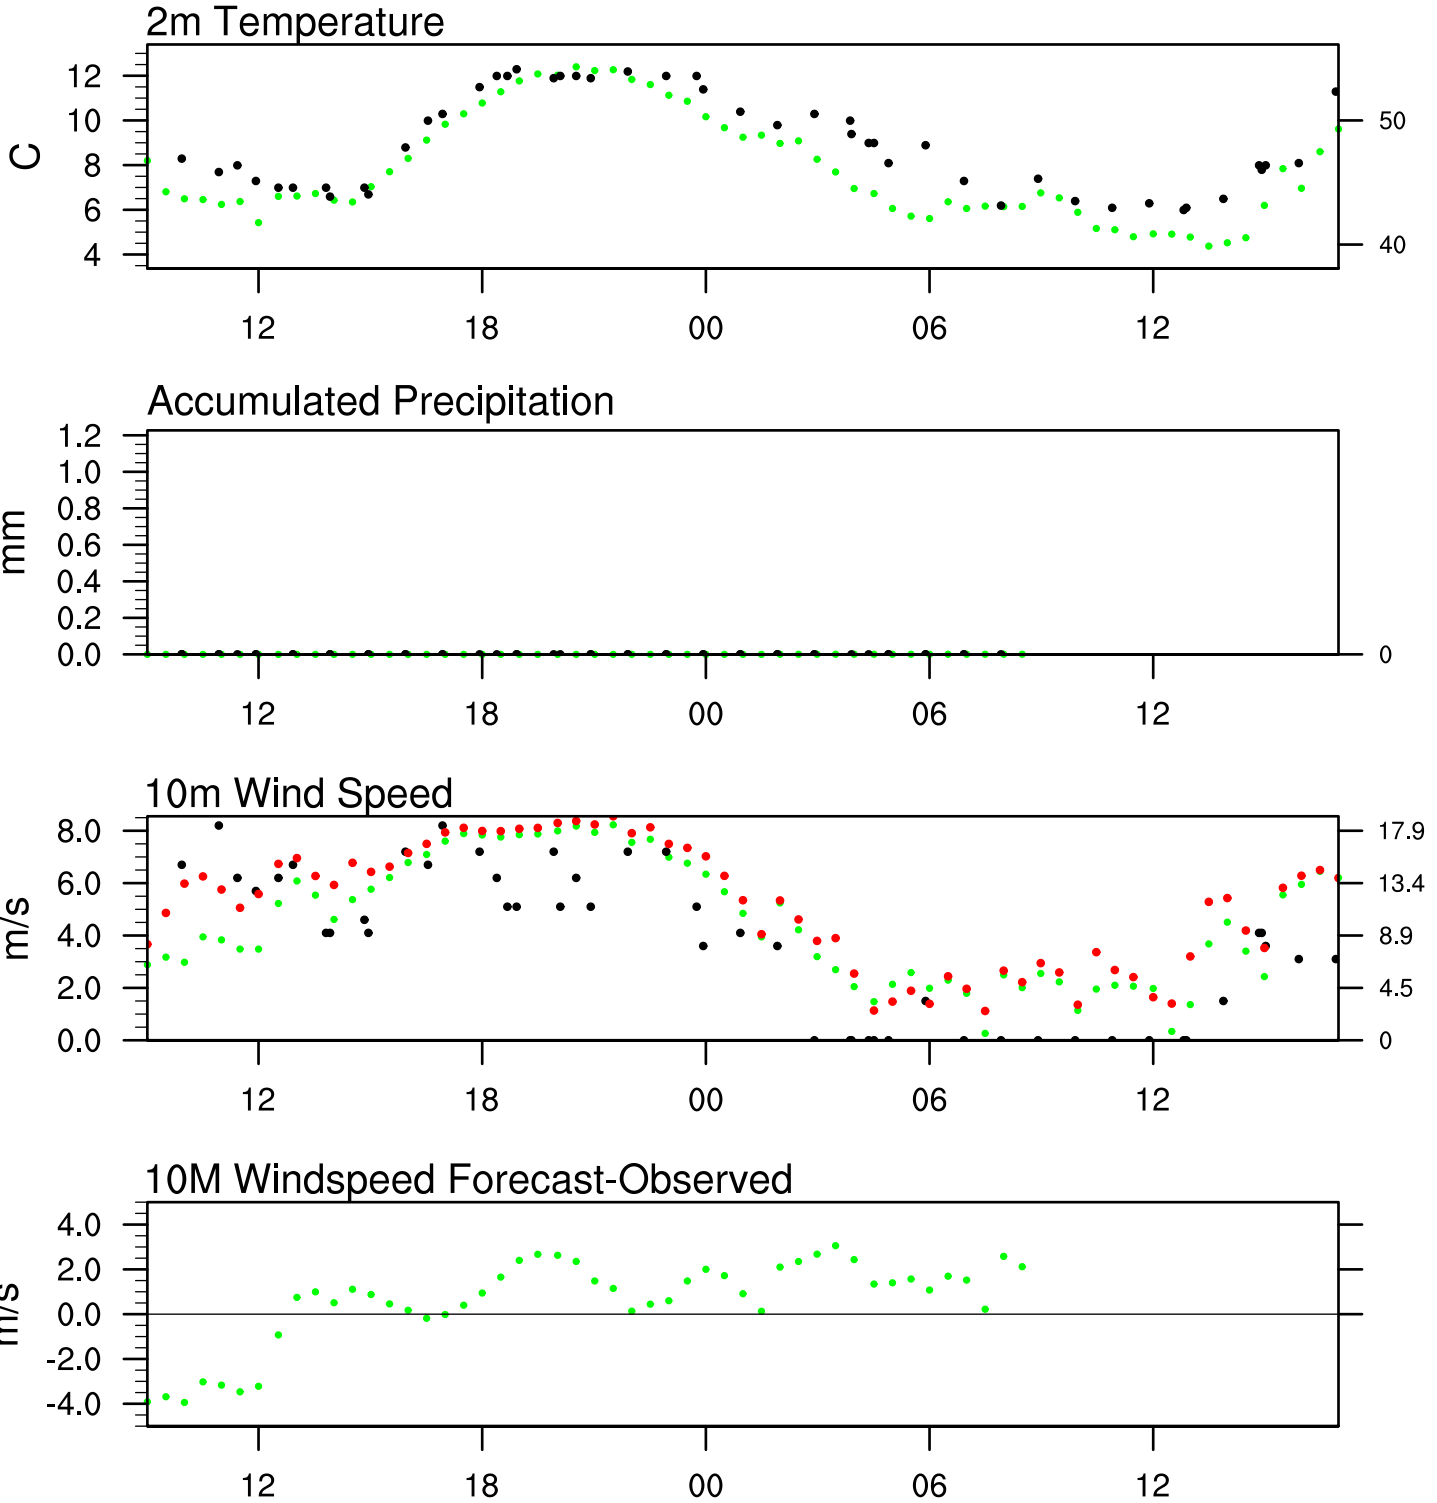 2m Temperature
12
10
8
6
4
C
50
40
12 18 00 06 12
Accumulated Precipitation
1.2
1.0
0.8
0.6
0.4
0.2
0.0
mm
0
12 18 00 06 12
10m Wind Speed
8.0
6.0
4.0
2.0
0.0
m/s
17.9
13.4
8.9
4.5
0
12 18 00 06 12
10M Windspeed Forecast-Observed
4.0
2.0
0.0
-2.0
-4.0
m/s
12 18 00 06 12